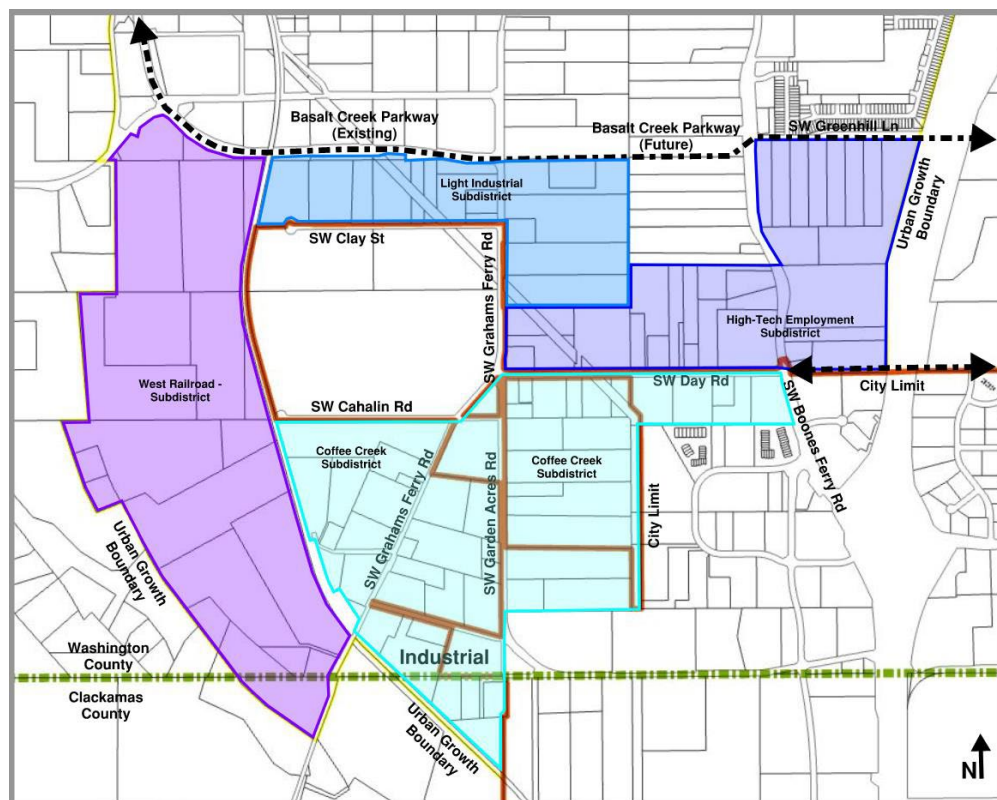 Basalt Creek Parkway
(Existing)
Basalt Creek Parkway
(Future)
SW Greenhill Ln
Light Industrial
Subdistrict
Urban Growth
Boundary
SW Clay St
SW Grahams Ferry Rd
High-Tech Employment
Subdistrict
West Railroad -
Subdistrict
SW Cahalin Rd
SW Day Rd
City Limit
SW Boones Ferry Rd
Coffee Creek
Subdistrict
SW Grahams Ferry Rd
SW Garden Acres Rd
Coffee Creek
Subdistrict
City Limit
Urban Growth
Boundary
Washington
County
Industrial
Clackamas
County
Urban Growth
Boundary
N